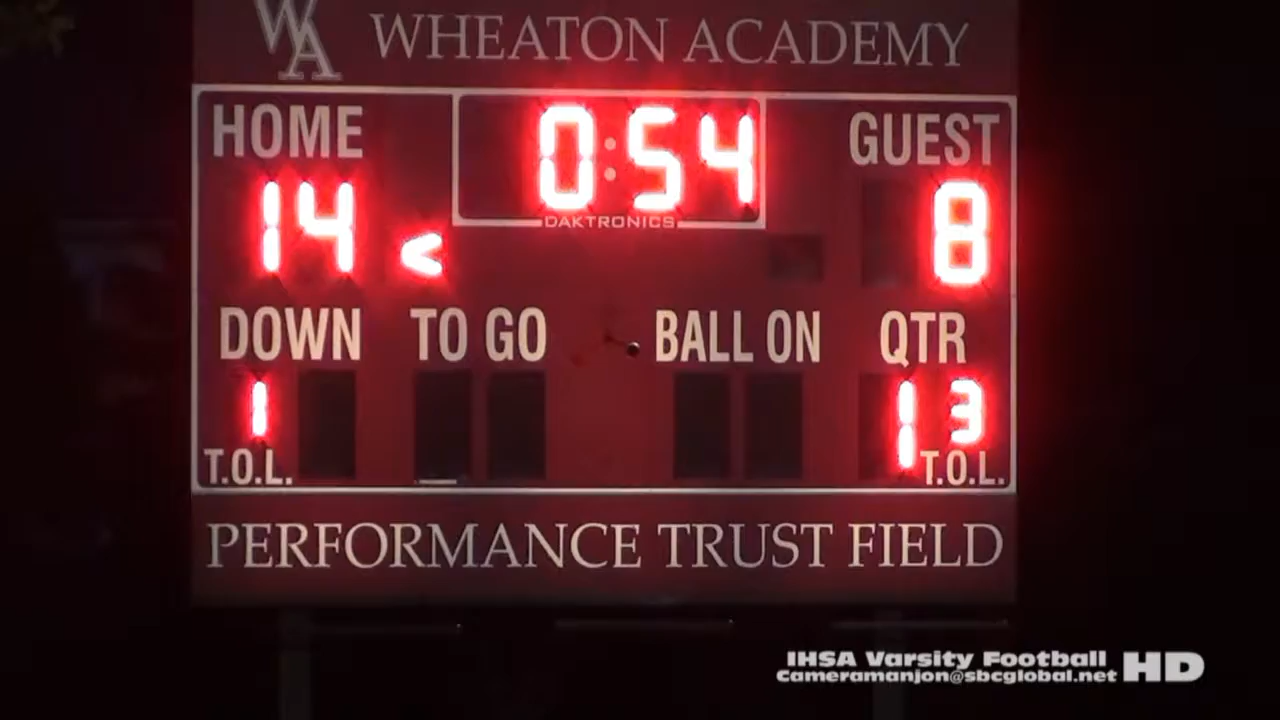 WA WHEATON ACADEMY
HOME 0:54 GUEST
14 < DAKTRONICS 8
DOWN TO GO BALL ON QTR
1 1 3
T.O.L. T.O.L.
PERFORMANCE TRUST FIELD
IHSA Varsity Football HD
Cameramanjon@sbcglobal.net